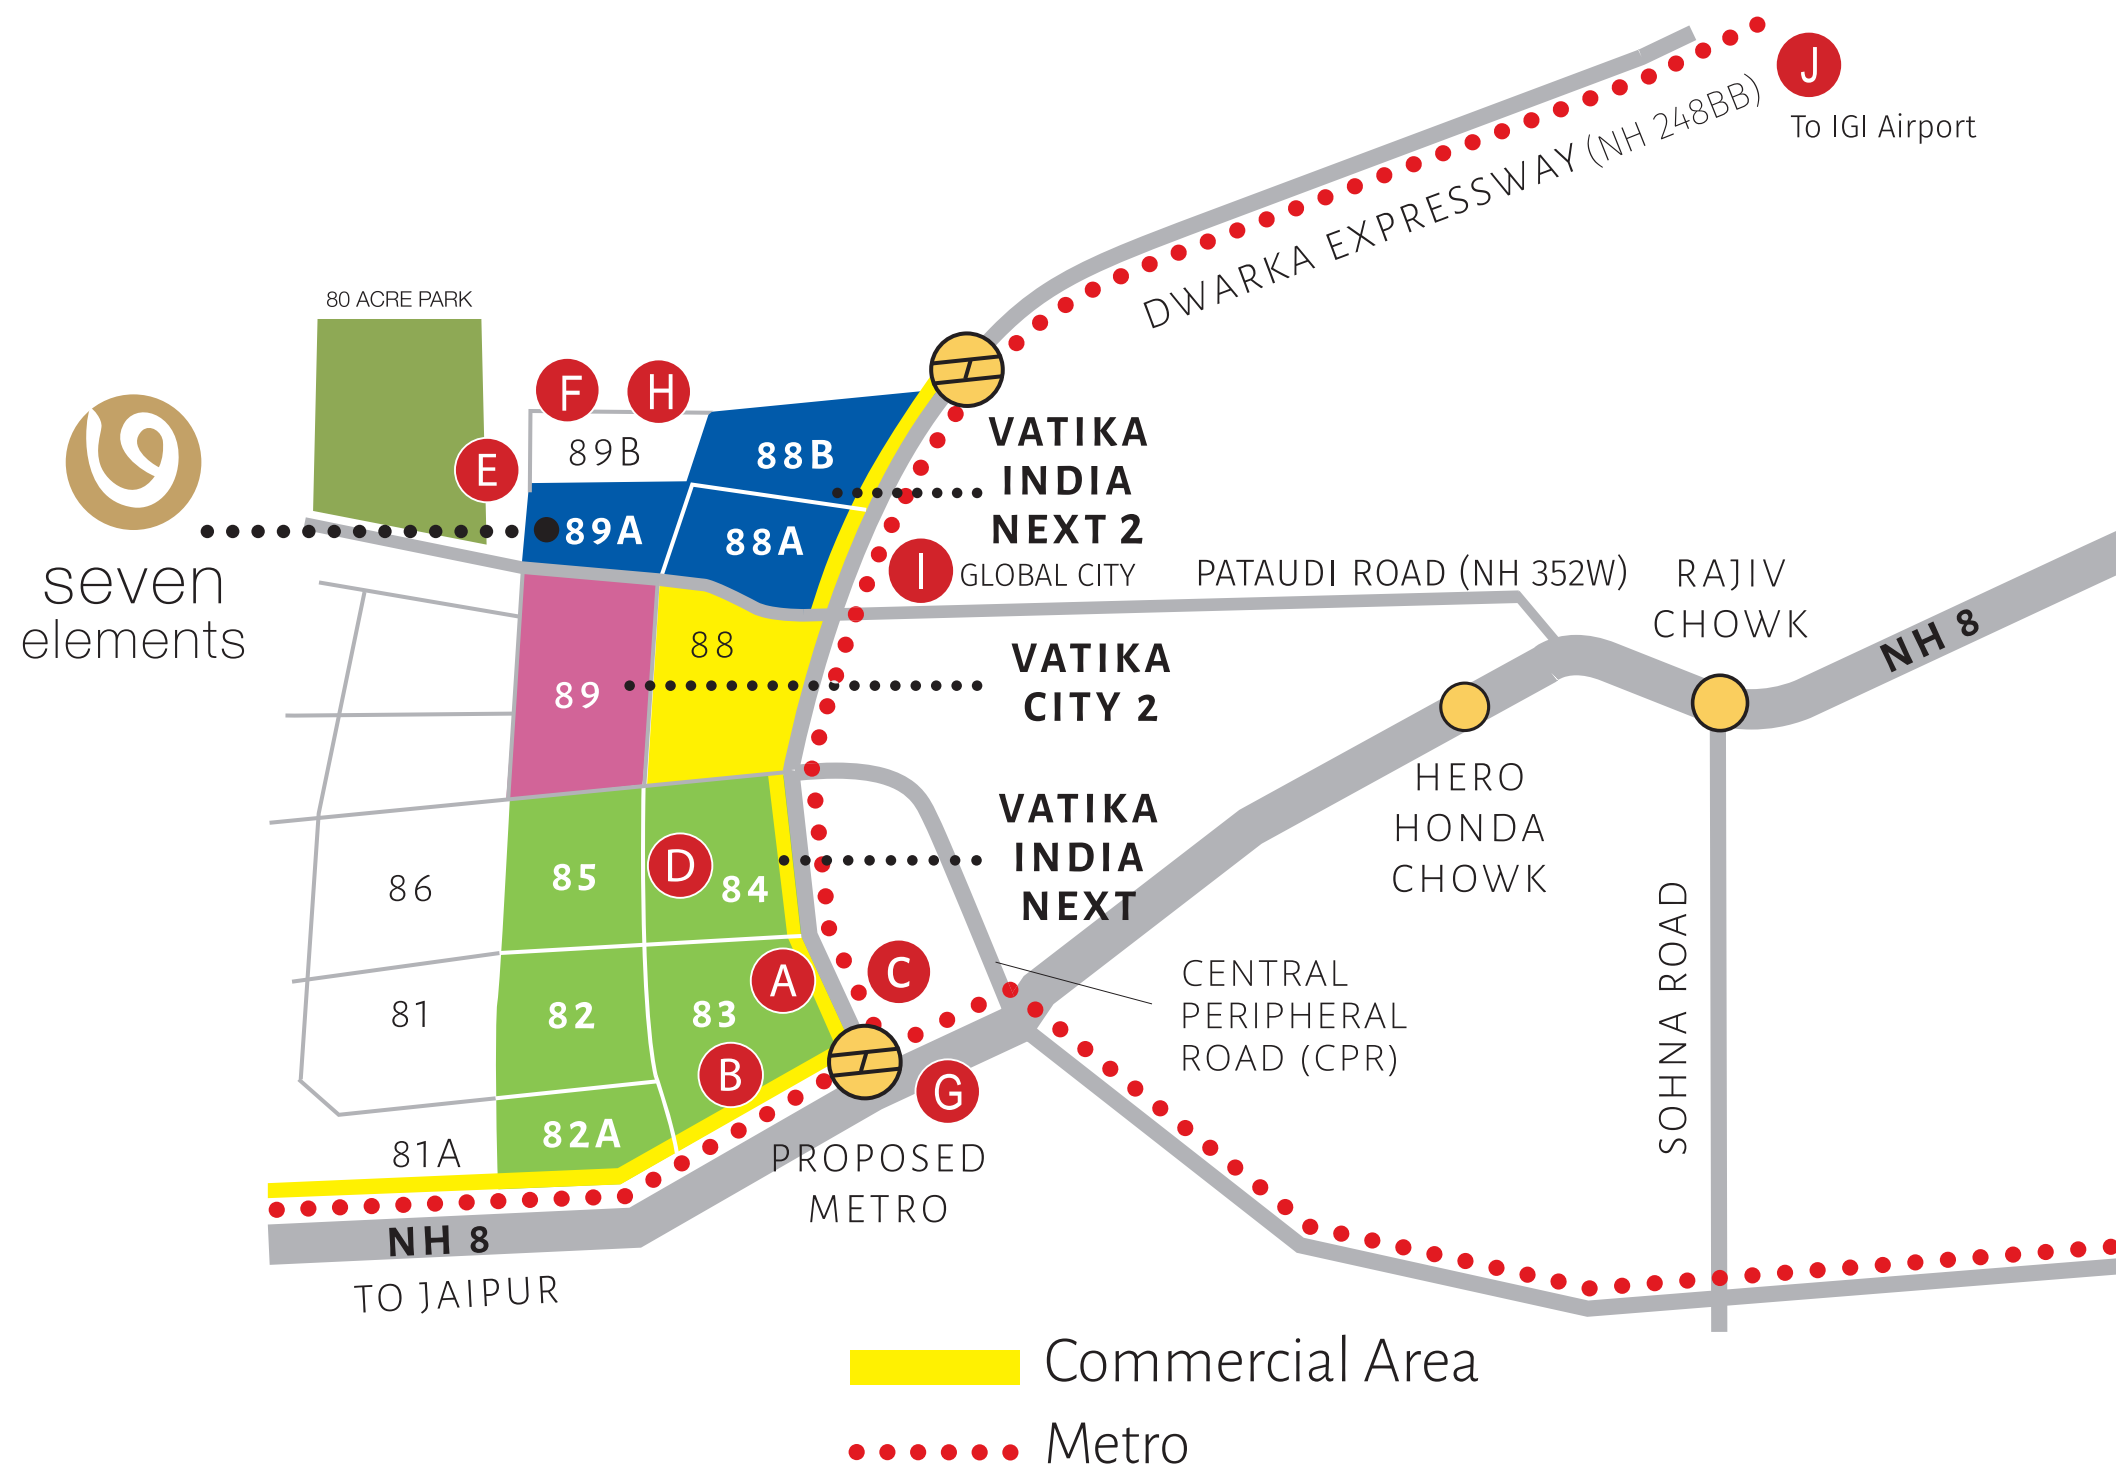 J
To IGI Airport
DWARKA EXPRESSWAY (NH 248BB)
80 ACRE PARK
F
H
E
89B
88B
VATIKA
INDIA
NEXT 2
89A
88A
I
GLOBAL CITY
PATAUDI ROAD (NH 352W)
RAJIV
CHOWK
NH 8
seven
elements
88
89
VATIKA
CITY 2
HERO
HONDA
CHOWK
VATIKA
INDIA
NEXT
86
85
D
84
SOHNA ROAD
A
C
CENTRAL
PERIPHERAL
ROAD (CPR)
81
82
83
B
G
81A
82A
PROPOSED
METRO
NH 8
TO JAIPUR
Commercial Area
Metro